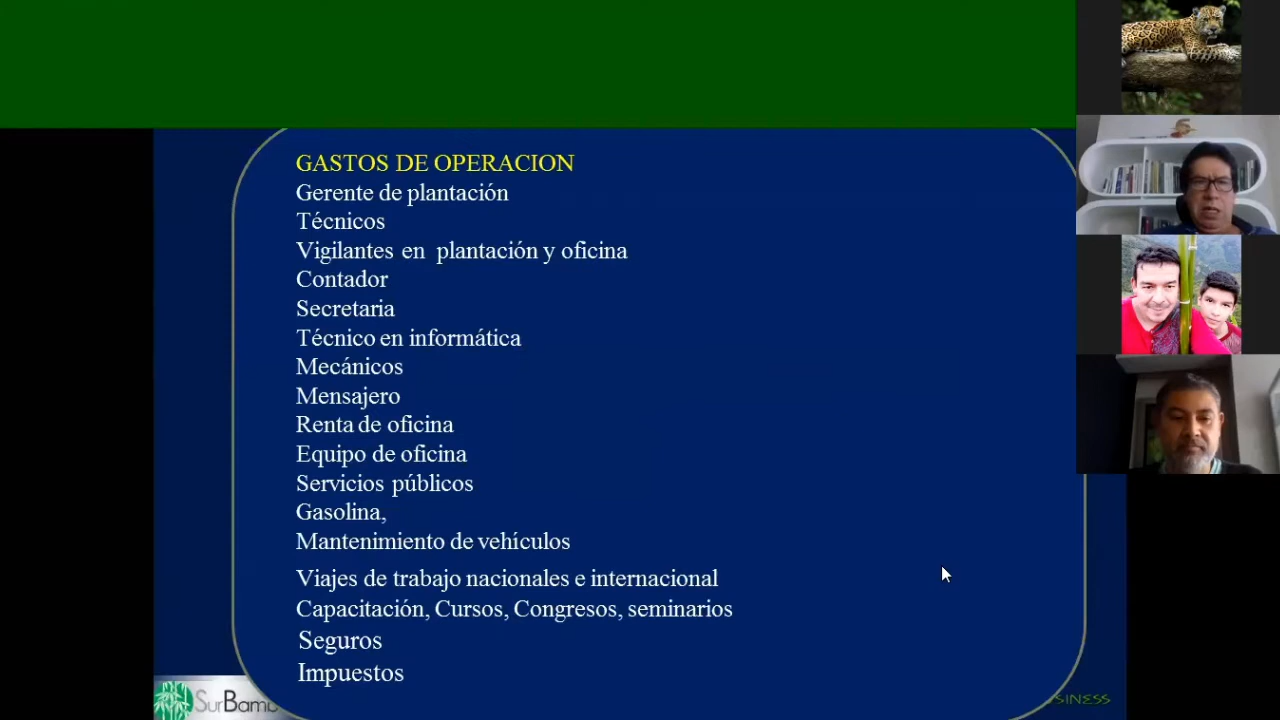 GASTOS DE OPERACION
Gerente de plantación
Técnicos
Vigilantes en plantación y oficina
Contador
Secretaria
Técnico en informática
Mecánicos
Mensajero
Renta de oficina
Equipo de oficina
Servicios públicos
Gasolina,
Mantenimiento de vehículos
Viajes de trabajo nacionales e internacional
Capacitación, Cursos, Congresos, seminarios
Seguros
Impuestos